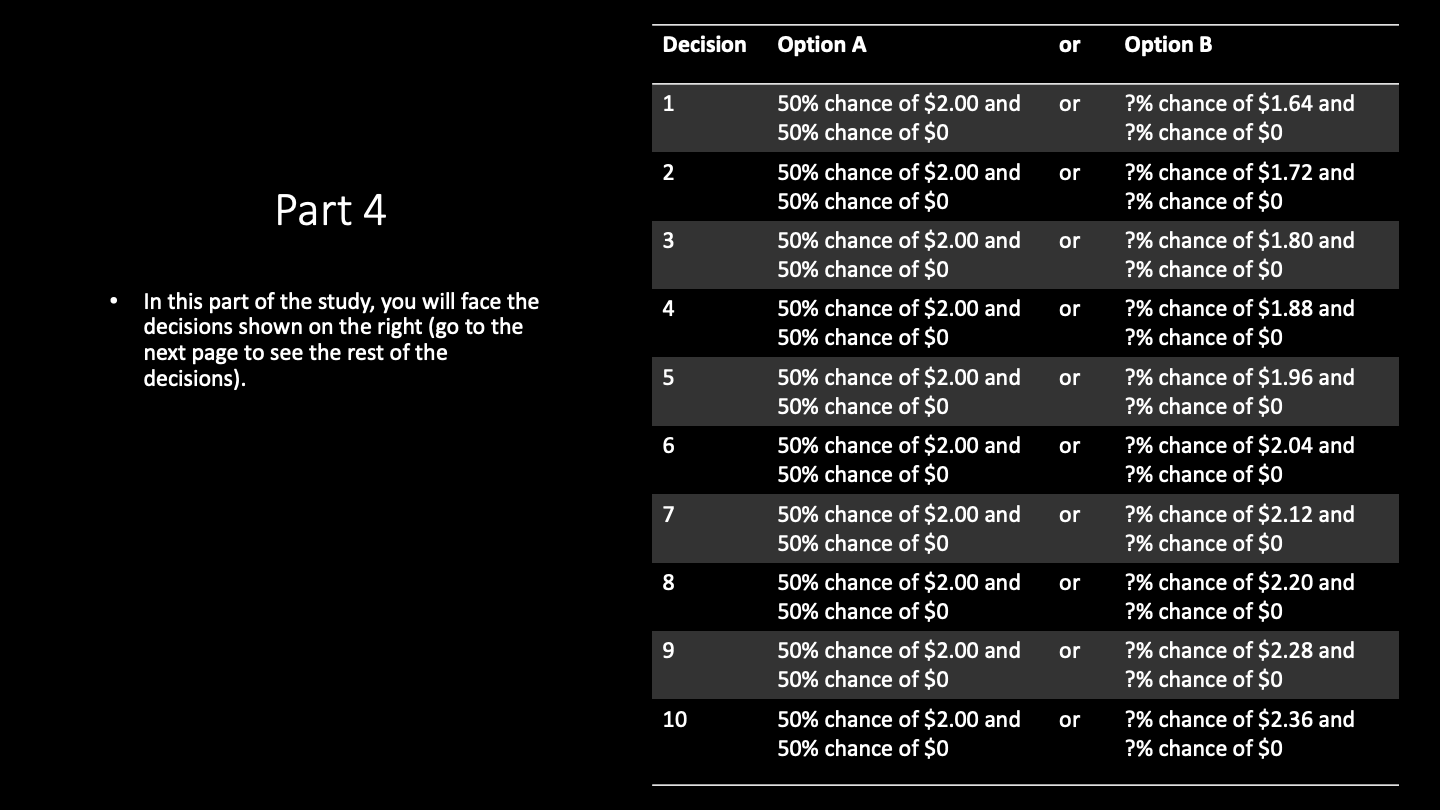 Part 4
• In this part of the study, you will face the
decisions shown on the right (go to the
next page to see the rest of the
decisions).
Decision Option A or Option B
1 50% chance of $2.00 and or ?% chance of $1.64 and
50% chance of $0 ?% chance of $0
2 50% chance of $2.00 and or ?% chance of $1.72 and
50% chance of $0 ?% chance of $0
3 50% chance of $2.00 and or ?% chance of $1.80 and
50% chance of $0 ?% chance of $0
4 50% chance of $2.00 and or ?% chance of $1.88 and
50% chance of $0 ?% chance of $0
5 50% chance of $2.00 and or ?% chance of $1.96 and
50% chance of $0 ?% chance of $0
6 50% chance of $2.00 and or ?% chance of $2.04 and
50% chance of $0 ?% chance of $0
7 50% chance of $2.00 and or ?% chance of $2.12 and
50% chance of $0 ?% chance of $0
8 50% chance of $2.00 and or ?% chance of $2.20 and
50% chance of $0 ?% chance of $0
9 50% chance of $2.00 and or ?% chance of $2.28 and
50% chance of $0 ?% chance of $0
10 50% chance of $2.00 and or ?% chance of $2.36 and
50% chance of $0 ?% chance of $0